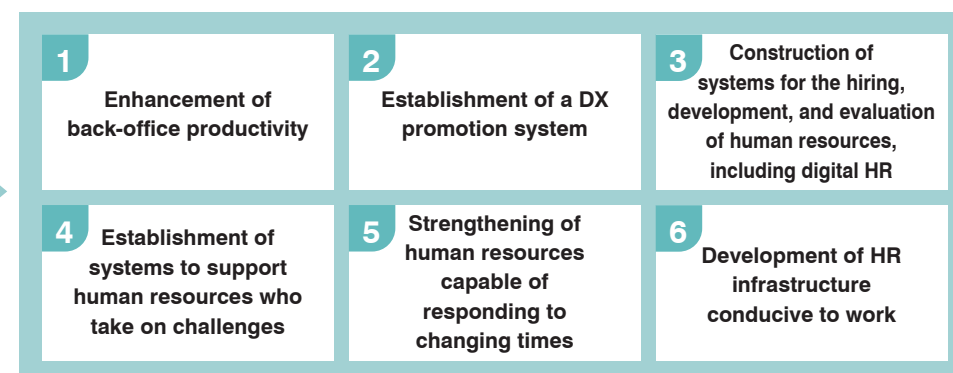 1
Enhancement of
back-office productivity
2
Establishment of a DX
promotion system
3
Construction of
systems for the hiring,
development, and evaluation
of human resources,
including digital HR
4
Establishment of
systems to support
human resources who
take on challenges
5
Strengthening of
human resources
capable of
responding to
changing times
6
Development of HR
infrastructure
conducive to work